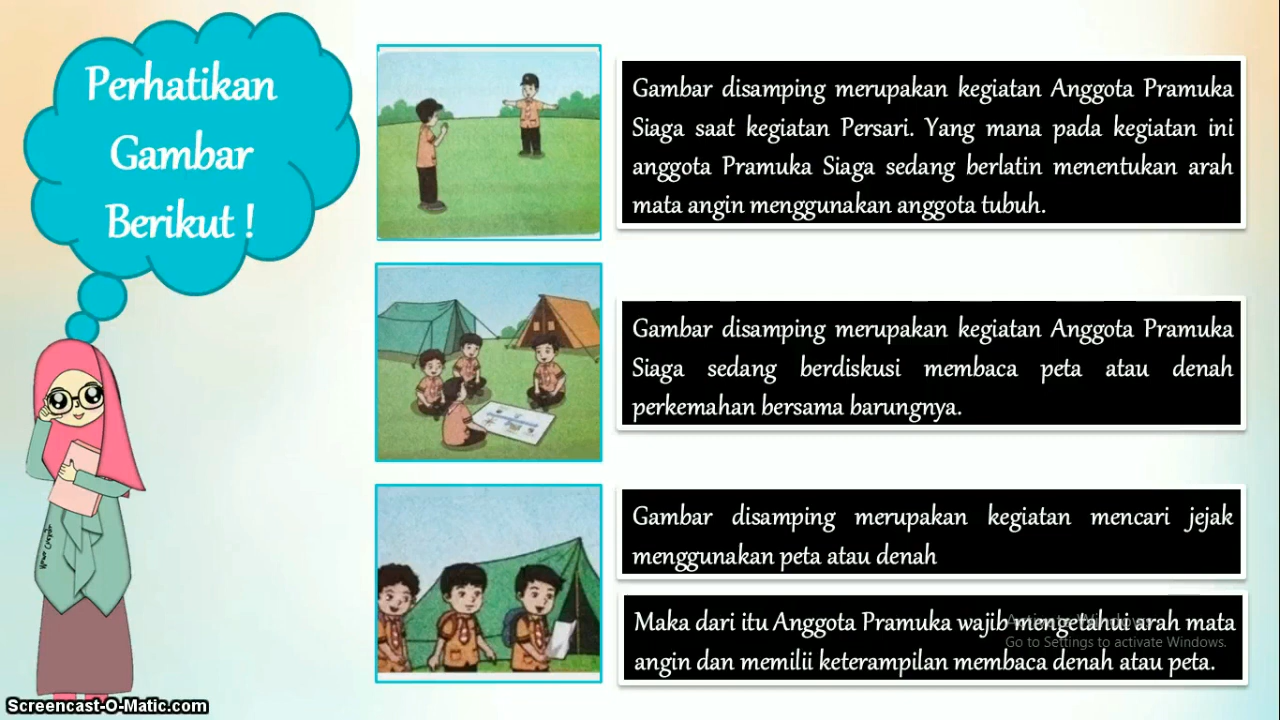 Perhatikan
Gambar
Berikut !
Gambar disamping merupakan kegiatan Anggota Pramuka
Siaga saat kegiatan Persari. Yang mana pada kegiatan ini
anggota Pramuka Siaga sedang berlatin menentukan arah
mata angin menggunakan anggota tubuh.
Gambar disamping merupakan kegiatan Anggota Pramuka
Siaga sedang berdiskusi membaca peta atau denah
perkemahan bersama barungnya.
Gambar disamping merupakan kegiatan mencari jejak
menggunakan peta atau denah
Maka dari itu Anggota Pramuka wajib mengetahui arah mata
angin dan memilii keterampilan membaca denah atau peta.
Activate Windows
Go to Settings to activate Windows.
Screencast-O-Matic.com